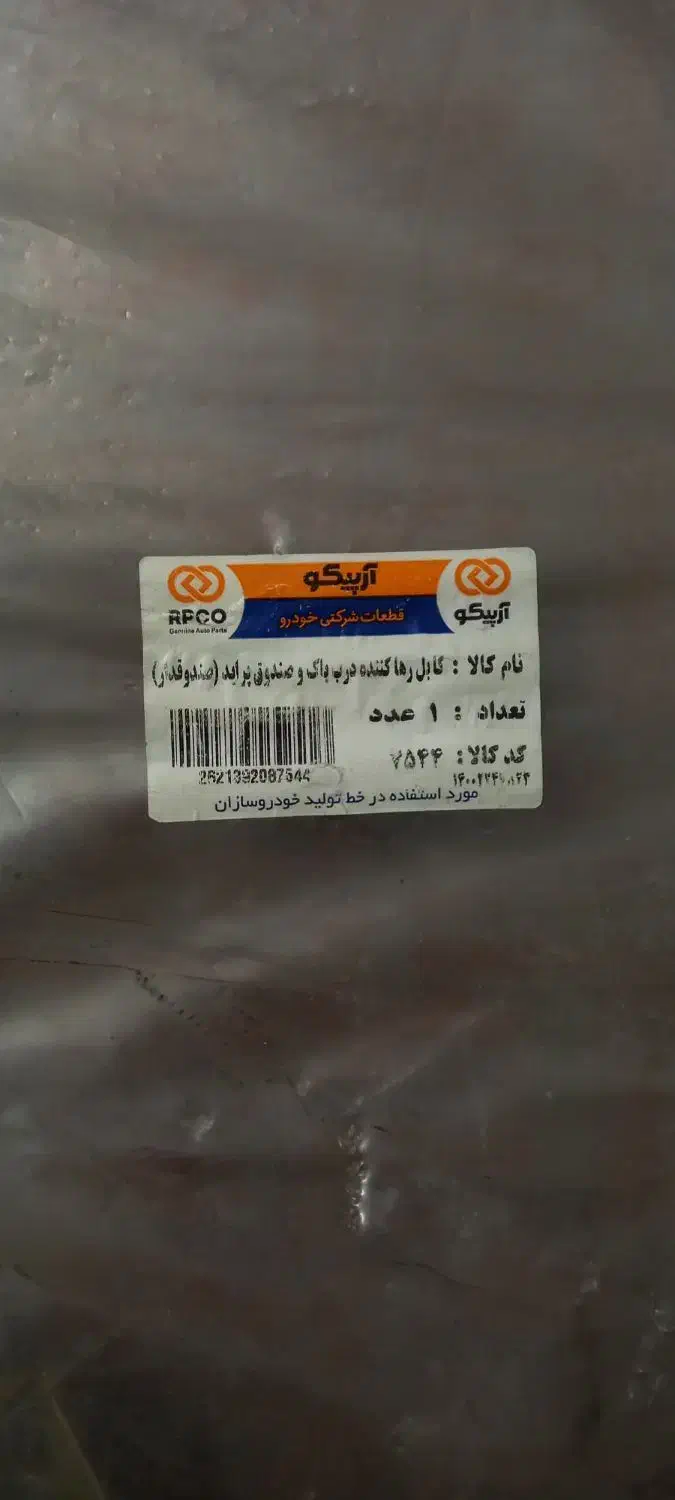 آرپیکو
قطعات شرکتی خودرو
آرپیکو
RPCO
Genuine Auto Parts
نام کالا : کابل رها کننده درب باک و صندوق پراید (صندوقدار)
تعداد : ۱ عدد
کد کالا : ۷۵۴۴
2621392087544
مورد استفاده در خط تولید خودروسازان